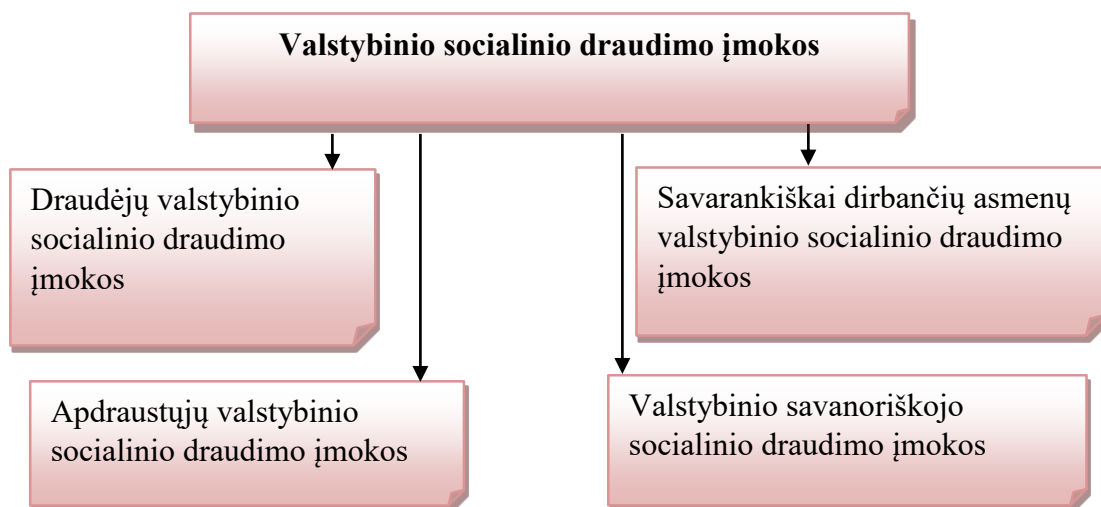 Valstybinio socialinio draudimo įmokos
Draudėjų valstybinio
socialinio draudimo
įmokos
Savarankiškai dirbančių asmenų
valstybinio socialinio draudimo
įmokos
Apdraustųjų valstybinio
socialinio draudimo įmokos
Valstybinio savanoriškojo
socialinio draudimo įmokos